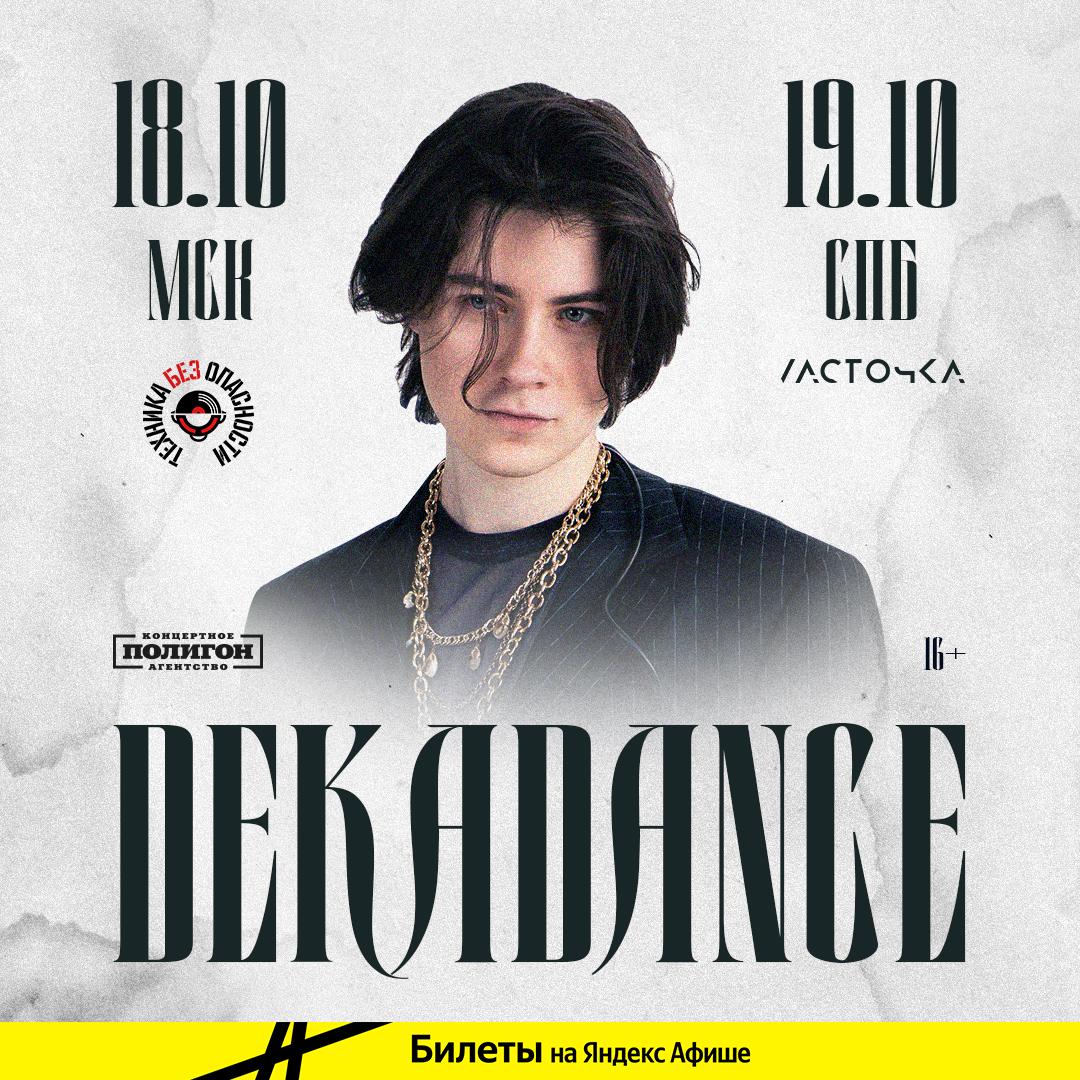 18.10
МСК
ТЕХНИКА БЕЗ ОПАСНОСТИ
19.10
СПБ
ЛАСТОЧКА
КОНЦЕРТНОЕ
ПОЛИГОН
АГЕНТСТВО
16+
DEKADANCE
Билеты на Яндекс Афише